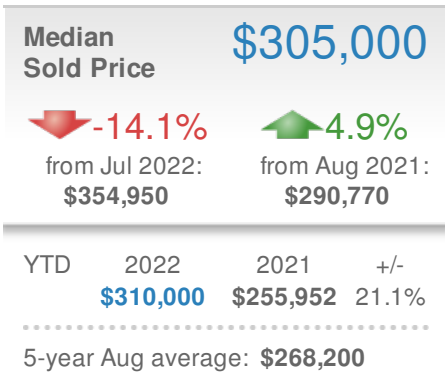 Median $305,000
Sold Price
-14.1% 4.9%
from Jul 2022: from Aug 2021:
$354,950 $290,770
YTD 2022 2021 +/-
$310,000 $255,952 21.1%
5-year Aug average: $268,200